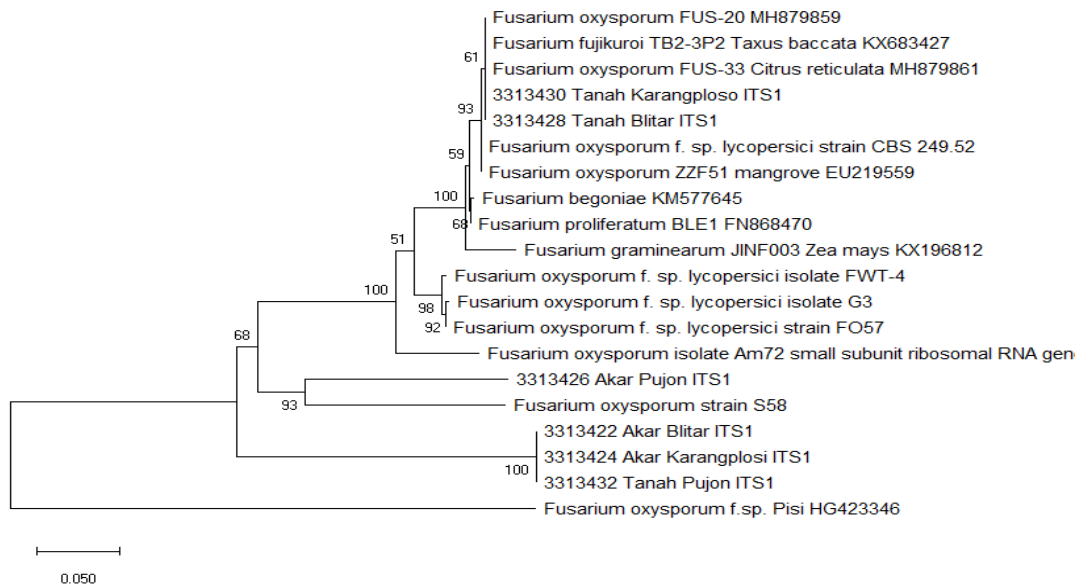 Fusarium oxysporum FUS-20 MH879859
Fusarium fujikuroi TB2-3P2 Taxus baccata KX683427
61
Fusarium oxysporum FUS-33 Citrus reticulata MH879861
3313430 Tanah Karangploso ITS1
93
3313428 Tanah Blitar ITS1
Fusarium oxysporum f. sp. lycopersici strain CBS 249.52
59
Fusarium oxysporum ZZF51 mangrove EU219559
100
Fusarium begoniae KM577645
68
Fusarium proliferatum BLE1 FN868470
51
Fusarium graminearum JINF003 Zea mays KX196812
Fusarium oxysporum f. sp. lycopersici isolate FWT-4
100
98
Fusarium oxysporum f. sp. lycopersici isolate G3
92
Fusarium oxysporum f. sp. lycopersici strain FO57
68
Fusarium oxysporum isolate Am72 small subunit ribosomal RNA gen
3313426 Akar Pujon ITS1
93
Fusarium oxysporum strain S58
3313422 Akar Blitar ITS1
3313424 Akar Karangplosi ITS1
100
3313432 Tanah Pujon ITS1
Fusarium oxysporum f.sp. Pisi HG423346
0.050